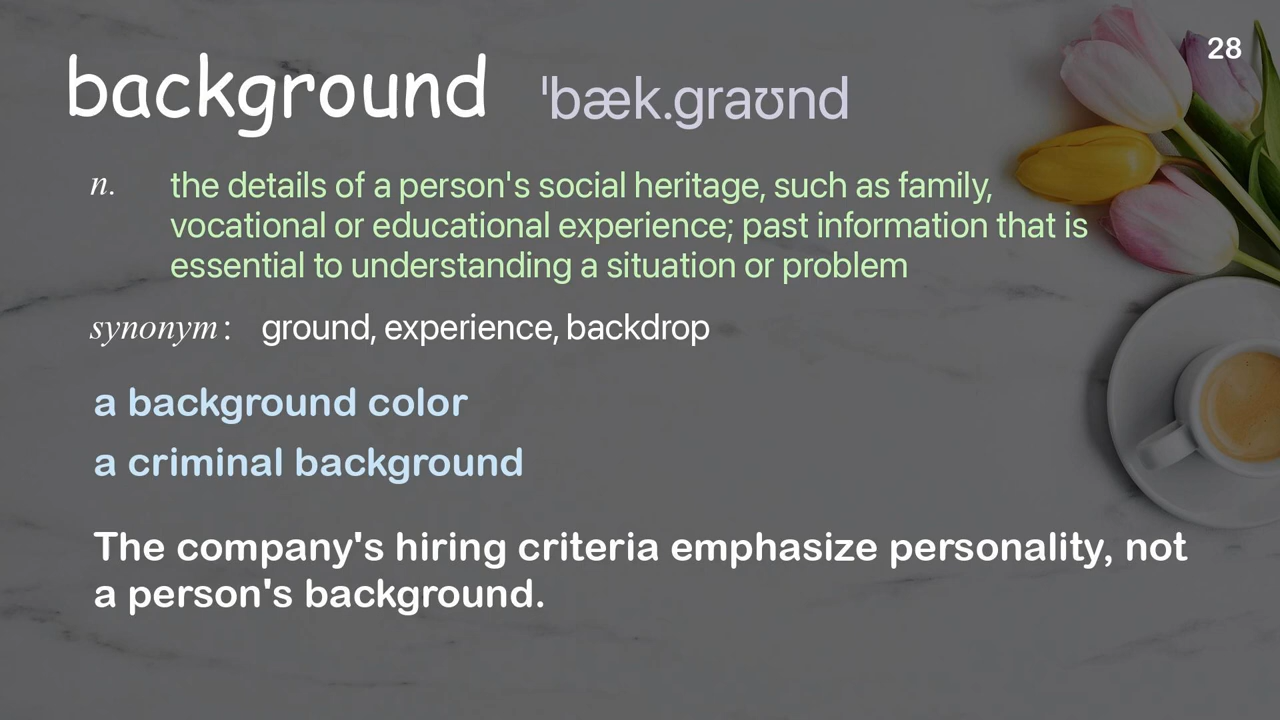 28
background ˈbæk.graʊnd
n. the details of a person's social heritage, such as family,
vocational or educational experience; past information that is
essential to understanding a situation or problem
synonym: ground, experience, backdrop
a background color
a criminal background
The company's hiring criteria emphasize personality, not
a person's background.